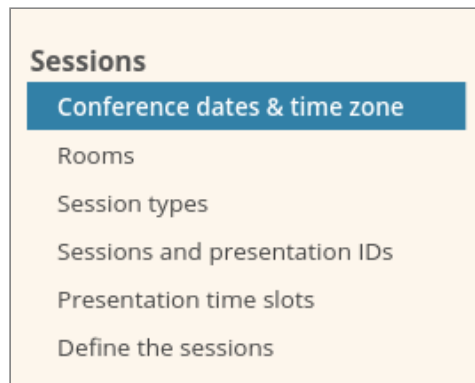 Sessions
Conference dates & time zone
Rooms
Session types
Sessions and presentation IDs
Presentation time slots
Define the sessions